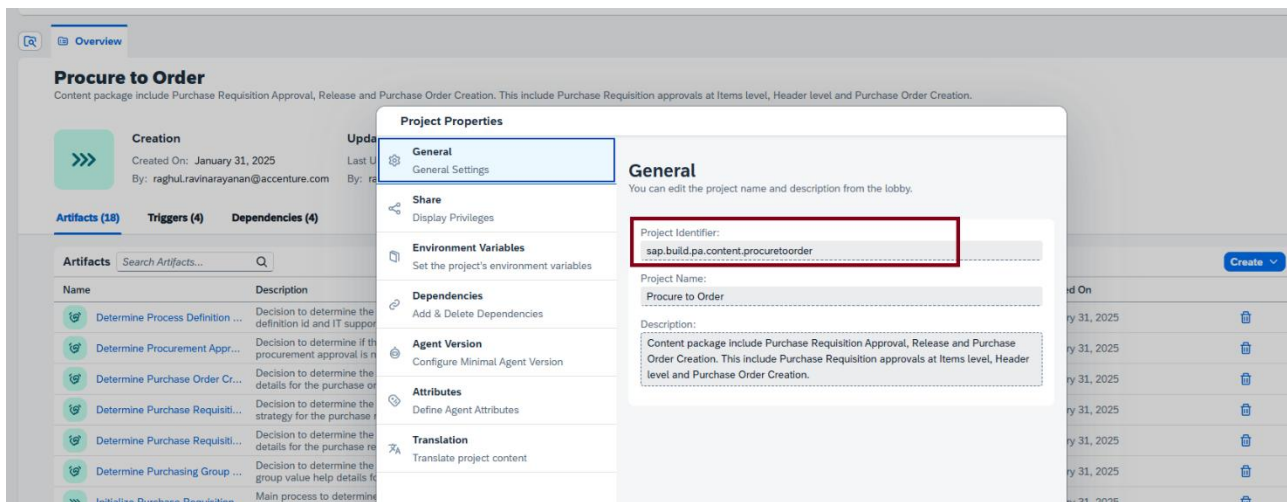 Overview
Procure to Order
Content package include Purchase Requisition Approval, Release and Purchase Order Creation. This include Purchase Requisition approvals at Items level, Header level and Purchase Order Creation.
Creation
Upda
Created On: January 31, 2025
Last U
By: raghul.ravinarayanan@accenture.com
By: ra
Artifacts (18)
Triggers (4)
Dependencies (4)
Artifacts
Search Artifacts...
Create
Name
Description
ed On
Determine Process Definition ...
Decision to determine the
definition id and IT suppor
ry 31, 2025
Determine Procurement Appr...
Decision to determine if th
procurement approval is n
ry 31, 2025
Determine Purchase Order Cr...
Decision to determine the
details for the purchase or
ry 31, 2025
Determine Purchase Requisiti...
Decision to determine the
strategy for the purchase r
ry 31, 2025
Determine Purchase Requisiti...
Decision to determine the
details for the purchase re
ry 31, 2025
Determine Purchasing Group ...
Decision to determine the
group value help details fo
ry 31, 2025
Main process to determine
Project Properties
General
General Settings
Share
Display Privileges
Environment Variables
Set the project's environment variables
Dependencies
Add & Delete Dependencies
Agent Version
Configure Minimal Agent Version
Attributes
Define Agent Attributes
Translation
Translate project content
General
You can edit the project name and description from the lobby.
Project Identifier:
sap.build.pa.content.procuretoorder
Project Name:
Procure to Order
Description:
Content package include Purchase Requisition Approval, Release and Purchase
Order Creation. This include Purchase Requisition approvals at Items level, Header
level and Purchase Order Creation.